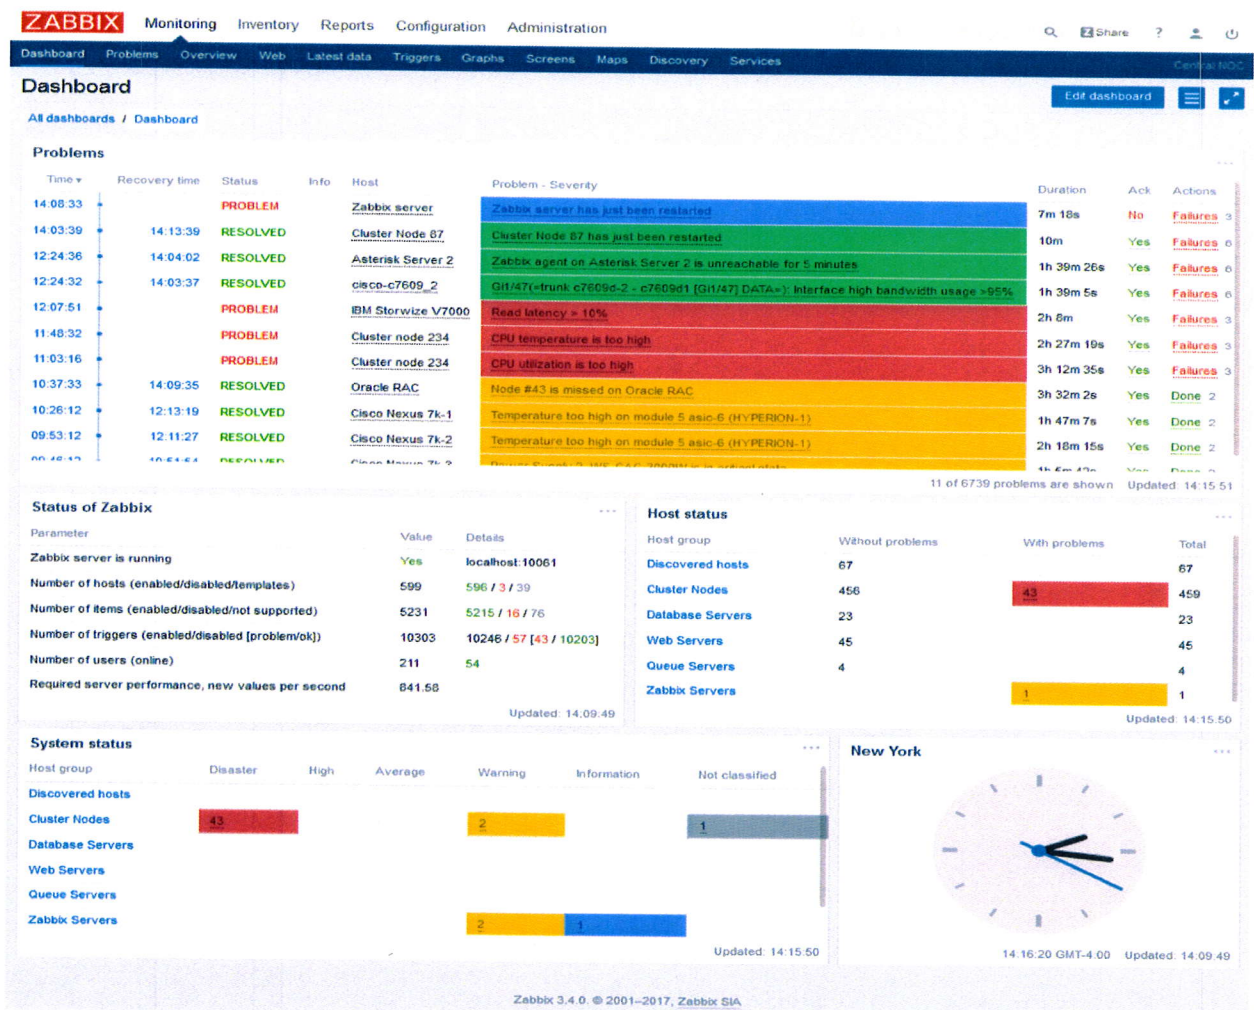 ZABBIX Monitoring Inventory Reports Configuration Administration Z Share ?
Dashboard Problems Overview Web Latest data Triggers Graphs Screens Maps Discovery Services Central NOC
Dashboard Edit dashboard
All dashboards / Dashboard
Problems
Time ▾ Recovery time Status Info Host Problem - Severity Duration Ack Actions
14:08:33 PROBLEM Zabbix server Zabbix server has just been restarted 7m 18s No Failures 3
14:03:39 14:13:39 RESOLVED Cluster Node 87 Cluster Node 87 has just been restarted 10m Yes Failures 6
12:24:36 14:04:02 RESOLVED Asterisk Server 2 Zabbix agent on Asterisk Server 2 is unreachable for 5 minutes 1h 39m 26s Yes Failures 6
12:24:32 14:03:37 RESOLVED cisco-c7609_2 Gi1/47(=trunk c7609d-2 - c7609d1 [Gi1/47] DATA=): Interface high bandwidth usage >95% 1h 39m 5s Yes Failures 6
12:07:51 PROBLEM IBM Storwize V7000 Read latency > 10% 2h 8m Yes Failures 3
11:48:32 PROBLEM Cluster node 234 CPU temperature is too high 2h 27m 19s Yes Failures 3
11:03:16 PROBLEM Cluster node 234 CPU utilization is too high 3h 12m 35s Yes Failures 3
10:37:33 14:09:35 RESOLVED Oracle RAC Node #43 is missed on Oracle RAC 3h 32m 2s Yes Done 2
10:26:12 12:13:19 RESOLVED Cisco Nexus 7k-1 Temperature too high on module 5 asic-6 (HYPERION-1) 1h 47m 7s Yes Done 2
09:53:12 12:11:27 RESOLVED Cisco Nexus 7k-2 Temperature too high on module 5 asic-6 (HYPERION-1) 2h 18m 15s Yes Done 2
11 of 6739 problems are shown Updated: 14:15:51
Status of Zabbix
Parameter Value Details
Zabbix server is running Yes localhost:10061
Number of hosts (enabled/disabled/templates) 599 596 / 3 / 39
Number of items (enabled/disabled/not supported) 5231 5215 / 16 / 76
Number of triggers (enabled/disabled [problem/ok]) 10303 10246 / 57 [43 / 10203]
Number of users (online) 211 54
Required server performance, new values per second 841.58
Updated: 14:09:49
Host status
Host group Without problems With problems Total
Discovered hosts 67 67
Cluster Nodes 456 43 459
Database Servers 23 23
Web Servers 45 45
Queue Servers 4 4
Zabbix Servers 1 1
Updated: 14:15:50
System status
Host group Disaster High Average Warning Information Not classified
Discovered hosts
Cluster Nodes 43 2 1
Database Servers
Web Servers
Queue Servers
Zabbix Servers 2 1
Updated: 14:15:50
New York
14:16:20 GMT-4:00 Updated: 14:09:49
Zabbix 3.4.0. © 2001–2017, Zabbix SIA